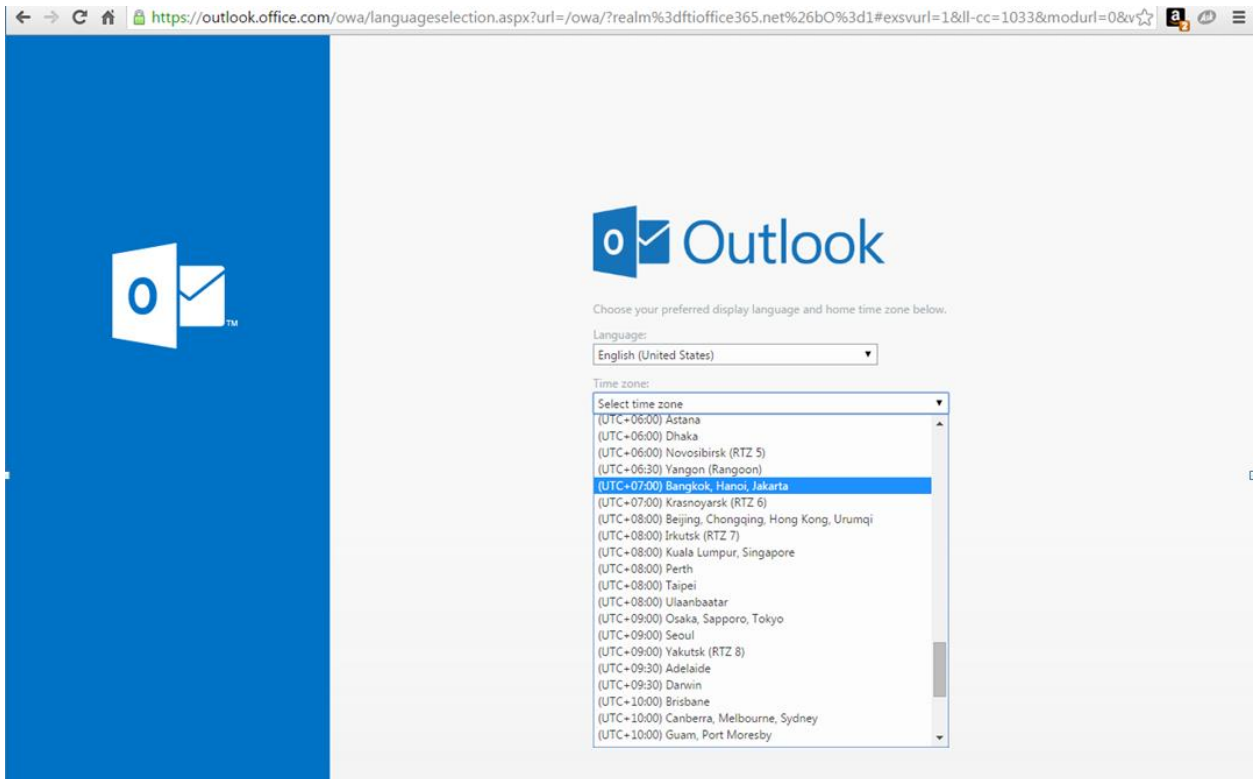 https://outlook.office.com/owa/languageselection.aspx?url=/owa/?realm%3dftioffice365.net%26bO%3d1#exsvurl=1&ll-cc=1033&modurl=0&v
a
2
O
TM
O Outlook
Choose your preferred display language and home time zone below.
Language:
English (United States)
Time zone:
Select time zone
(UTC+06:00) Astana
(UTC+06:00) Dhaka
(UTC+06:00) Novosibirsk (RTZ 5)
(UTC+06:30) Yangon (Rangoon)
(UTC+07:00) Bangkok, Hanoi, Jakarta
(UTC+07:00) Krasnoyarsk (RTZ 6)
(UTC+08:00) Beijing, Chongqing, Hong Kong, Urumqi
(UTC+08:00) Irkutsk (RTZ 7)
(UTC+08:00) Kuala Lumpur, Singapore
(UTC+08:00) Perth
(UTC+08:00) Taipei
(UTC+08:00) Ulaanbaatar
(UTC+09:00) Osaka, Sapporo, Tokyo
(UTC+09:00) Seoul
(UTC+09:00) Yakutsk (RTZ 8)
(UTC+09:30) Adelaide
(UTC+09:30) Darwin
(UTC+10:00) Brisbane
(UTC+10:00) Canberra, Melbourne, Sydney
(UTC+10:00) Guam, Port Moresby